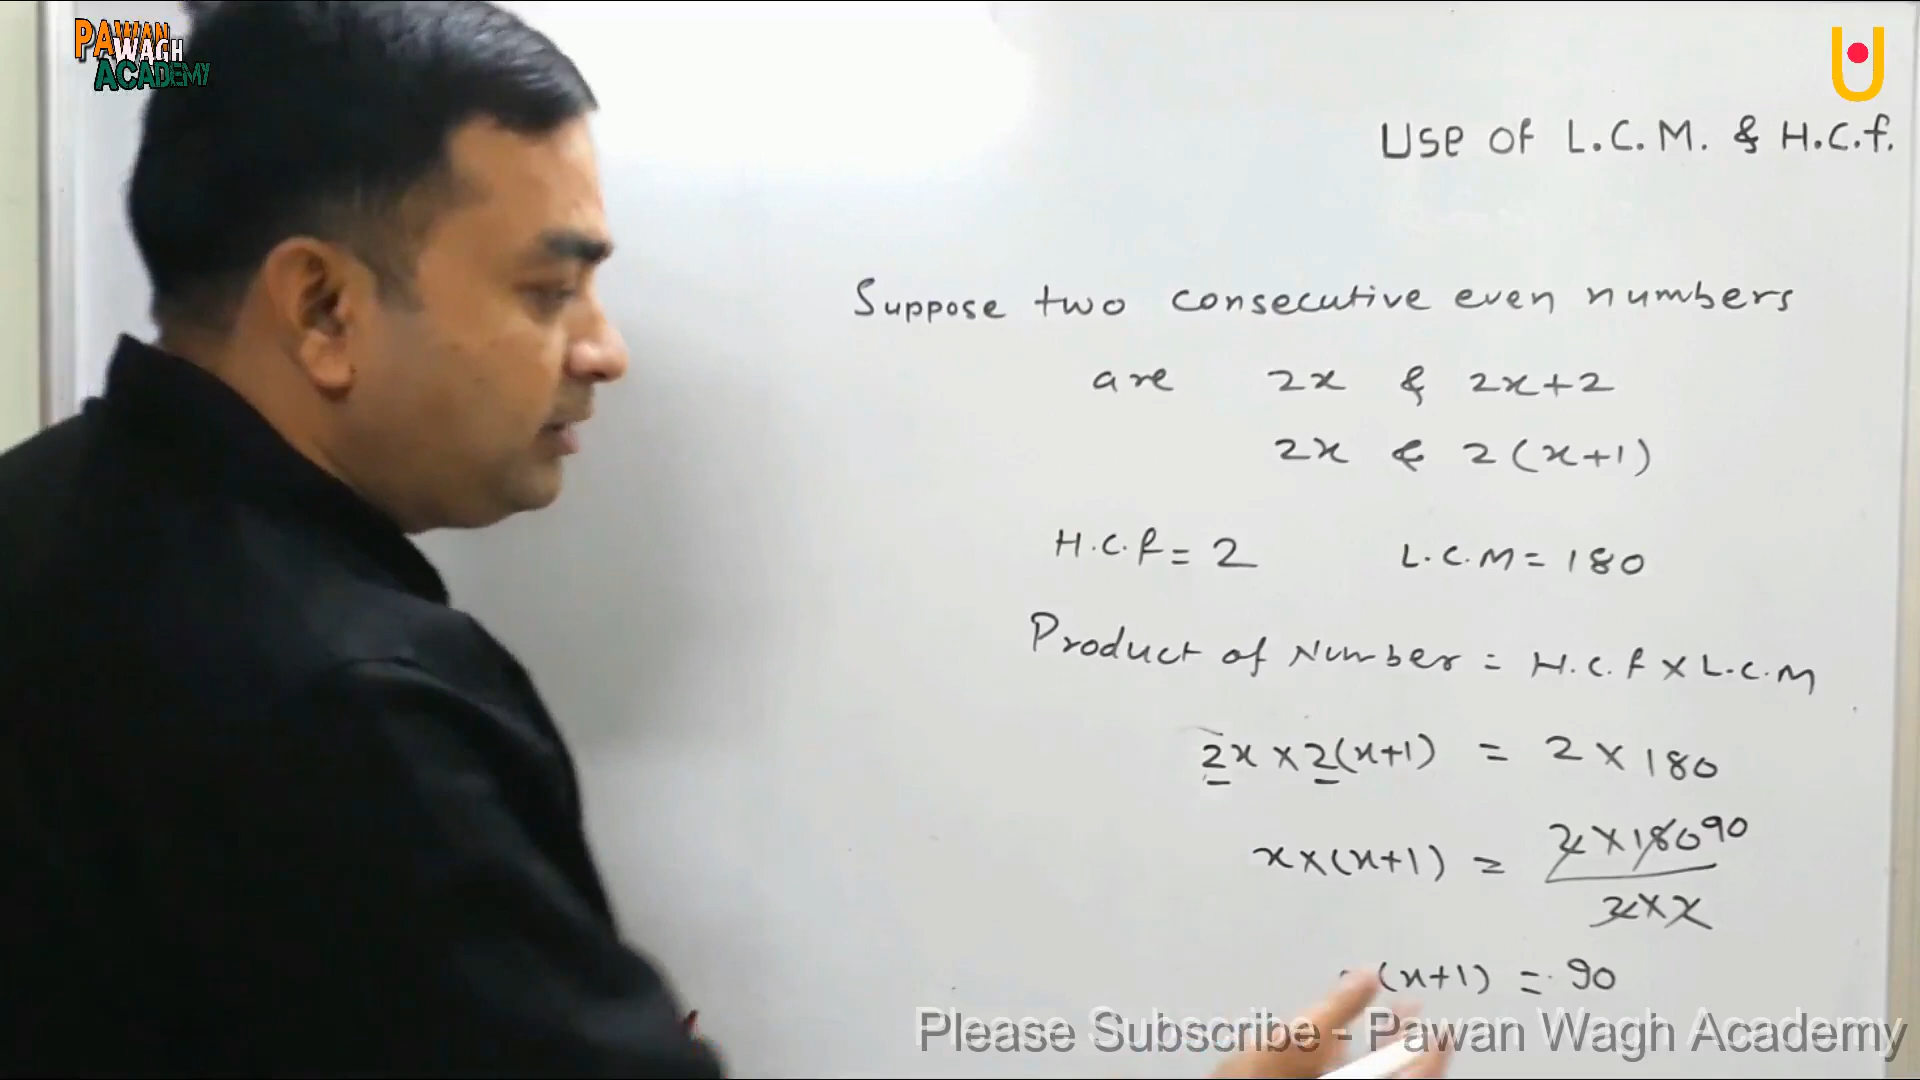 PAWAN
WAGH
ACADEMY
Use of L.C.M. & H.C.f.
Suppose two consecutive even numbers
are 2x & 2x+2
2x & 2(x+1)
H.C.f = 2 L.C.M = 180
Product of Number = H.C.f × L.C.M
2x × 2(x+1) = 2 × 180
x×(x+1) = 2×180 90
2×2
(x+1) = 90
Please Subscribe - Pawan Wagh Academy